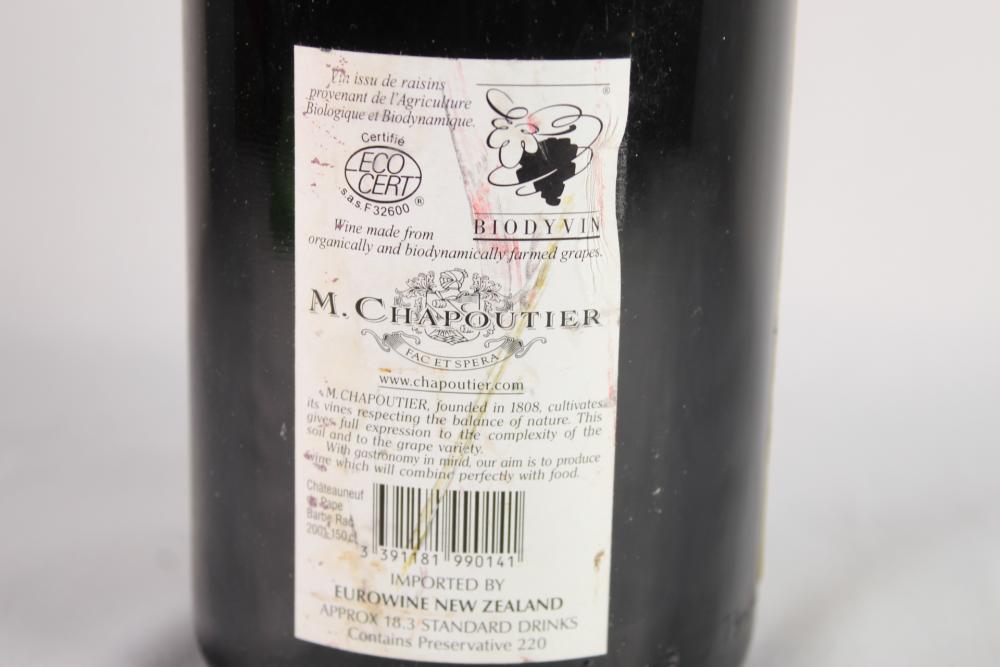 Vin issu de raisins
provenant de l'Agriculture
Biologique et Biodynamique.
Certifié
ECO
CERT
s.a.s. F 32600 ®
®
BIODYVIN
Wine made from
organically and biodynamically farmed grapes.
M. CHAPOUTIER
FAC ET SPERA
www.chapoutier.com
M. CHAPOUTIER, founded in 1808, cultivates
its vines respecting the balance of nature. This
gives full expression to the complexity of the
soil and to the grape variety.
With gastronomy in mind, our aim is to produce
wine which will combine perfectly with food.
Châteauneuf
Pape
Barbe Rac
150cl
3 391181 990141
IMPORTED BY
EUROWINE NEW ZEALAND
APPROX 18.3 STANDARD DRINKS
Contains Preservative 220